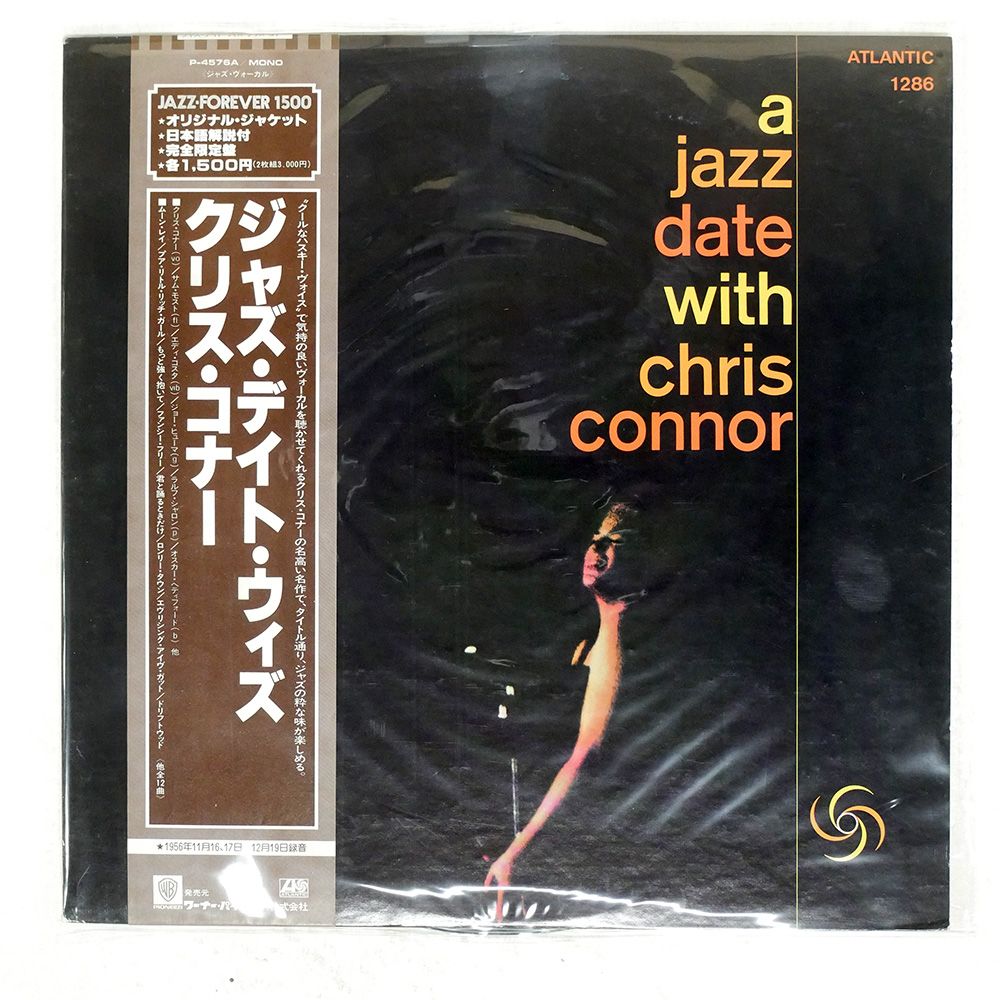 P-4576A/MONO
〈ジャズ・ヴォーカル〉
JAZZ-FOREVER 1500
★オリジナル・ジャケット
★日本語解説付
★完全限定盤
★各1,500円(2枚組3,000円)
"クールなハスキー・ヴォイス"で気持の良いヴォーカルを聴かせてくれるクリス・コナーの名高い名作で、タイトル通り、ジャズの粋な味が楽しめる。
ジャズ・デイト・ウィズ
クリス・コナー
■クリス・コナー(vo)/サム・モスト(fl)/エディ・コスタ(vib)/ジョー・ピューマ(g)/ラルフ・シャロン(p)/オスカー・ペティフォード(b) 他
■ムーン・レイ/プア・リトル・リッチ・ガール/もっと強く抱いて/ファンシー・フリー/君と踊るときだけ/ロンリー・タウン/エヴリシング・アイヴ・ガット/ドリフトウッド
〈他全12曲〉
★1956年11月16、17日 12月19日録音
WB
PIONEER
発売元
ワーナー・パイ
会社
ATLANTIC
ATLANTIC
1286
a
jazz
date
with
chris
connor